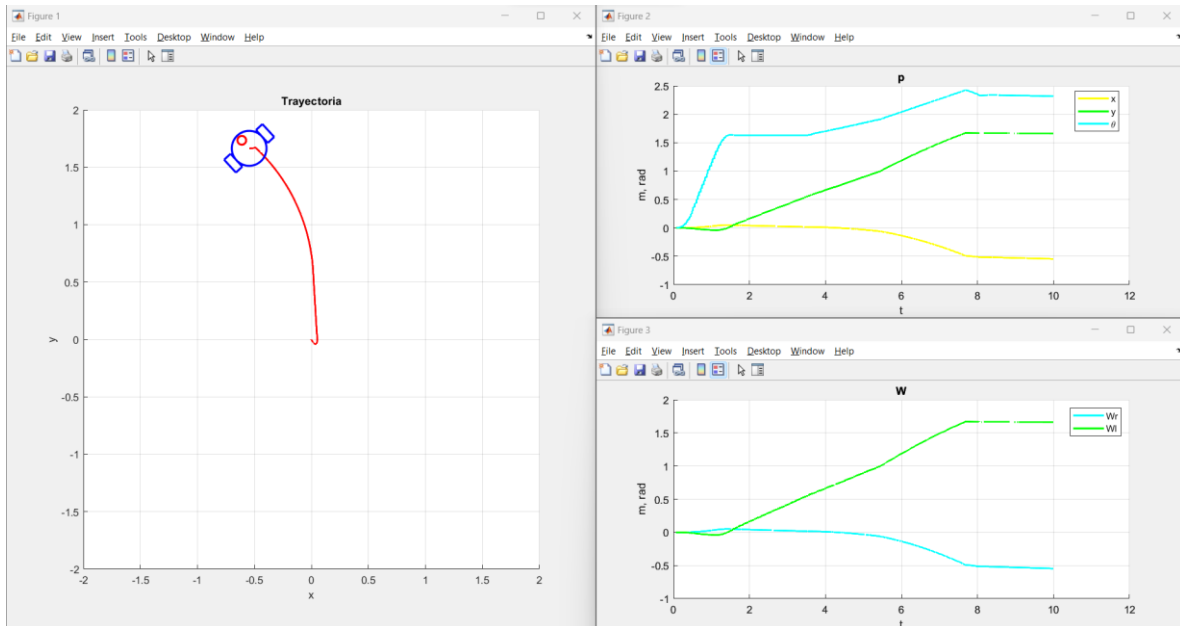 Figure 1
File Edit View Insert Tools Desktop Window Help
Trayectoria
2
1.5
1
0.5
0
-0.5
-1
-1.5
-2
y
-2 -1.5 -1 -0.5 0 0.5 1 1.5 2
x
Figure 2
File Edit View Insert Tools Desktop Window Help
p
2.5
2
1.5
1
0.5
0
-0.5
-1
m, rad
x
y
θ
0 2 4 6 8 10 12
t
Figure 3
File Edit View Insert Tools Desktop Window Help
W
2
1.5
1
0.5
0
-0.5
-1
m, rad
Wr
Wl
0 2 4 6 8 10 12
t